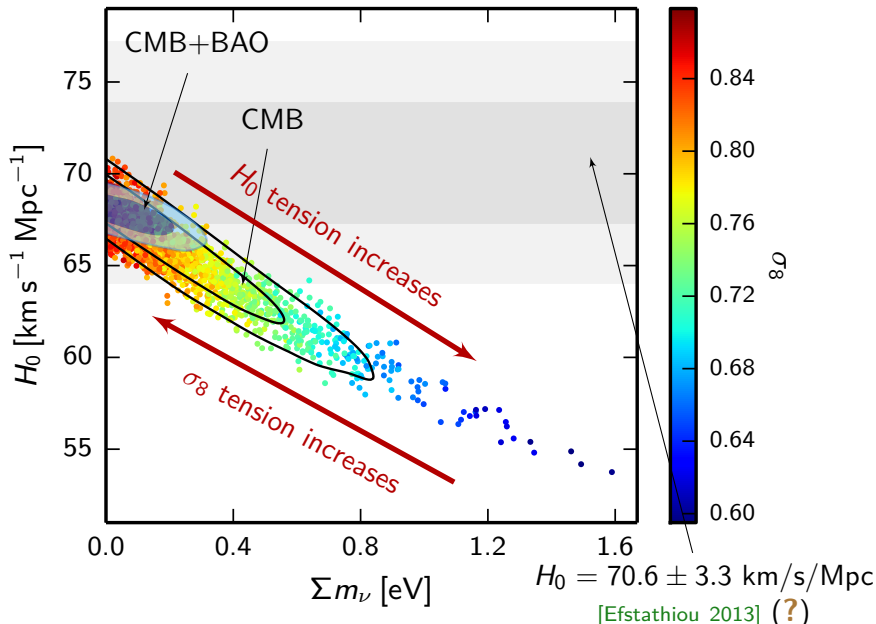 CMB+BAO
CMB
H₀ tension increases
σ₈ tension increases
H₀ [km s⁻¹ Mpc⁻¹]
75
70
65
60
55
0.0 0.4 0.8 1.2 1.6
Σm_ν [eV]
0.84
0.80
0.76
0.72
0.68
0.64
0.60
σ₈
H₀ = 70.6 ± 3.3 km/s/Mpc
[Efstathiou 2013] (?)